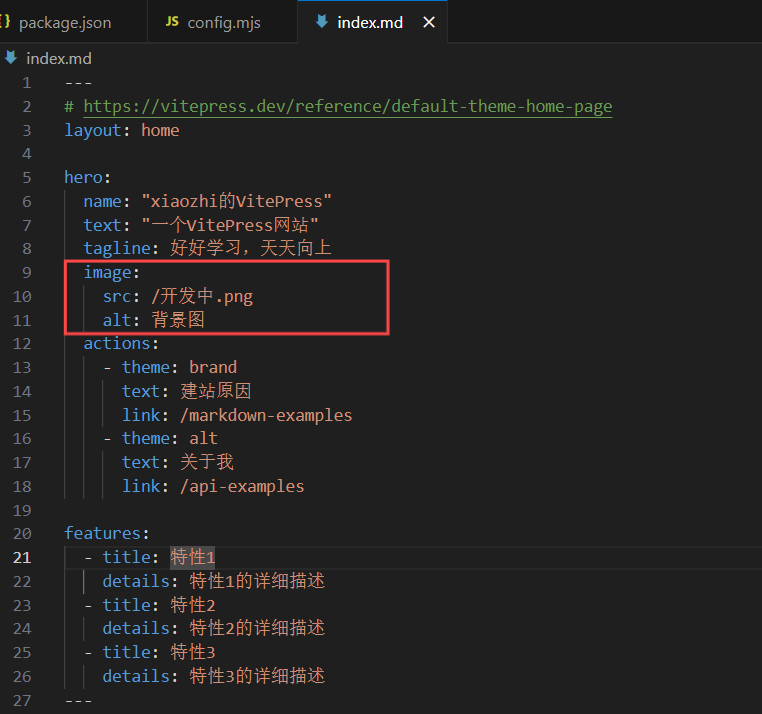 {} package.json JS config.mjs index.md ×
index.md
1 ---
2 # https://vitepress.dev/reference/default-theme-home-page
3 layout: home
4
5 hero:
6   name: "xiaozhi的VitePress"
7   text: "一个VitePress网站"
8   tagline: 好好学习，天天向上
9   image:
10     src: /开发中.png
11     alt: 背景图
12   actions:
13     - theme: brand
14       text: 建站原因
15       link: /markdown-examples
16     - theme: alt
17       text: 关于我
18       link: /api-examples
19
20 features:
21   - title: 特性1
22     details: 特性1的详细描述
23   - title: 特性2
24     details: 特性2的详细描述
25   - title: 特性3
26     details: 特性3的详细描述
27 ---